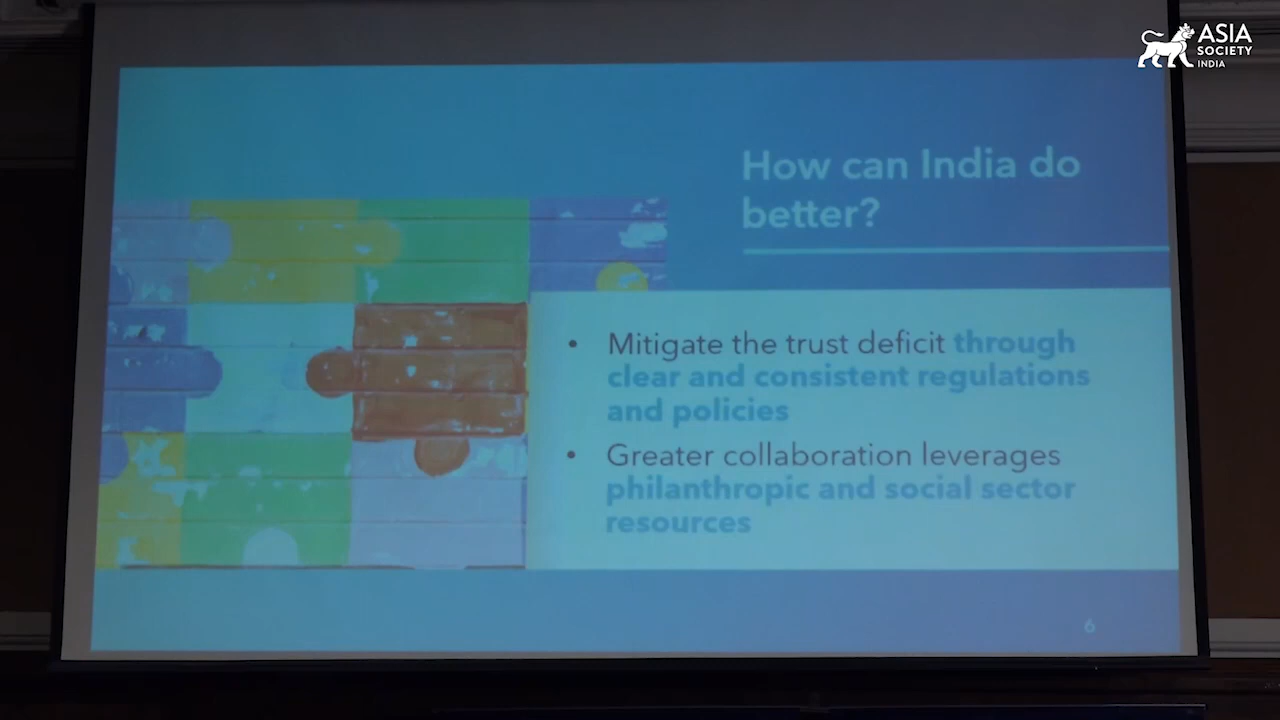 ASIA
SOCIETY
INDIA
How can India do
better?
• Mitigate the trust deficit through
clear and consistent regulations
and policies
• Greater collaboration leverages
philanthropic and social sector
resources
6